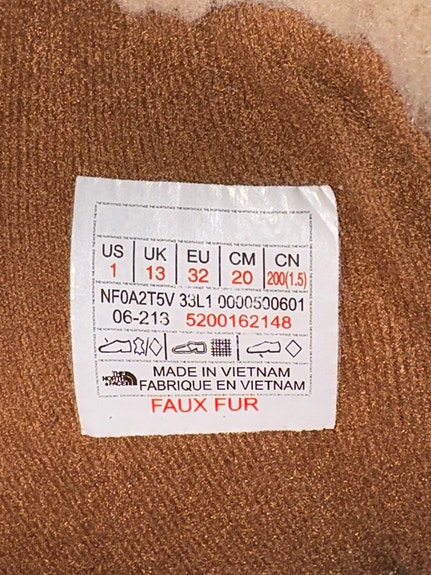 US UK EU CM CN
1 13 32 20 200(1.5)
NF0A2T5V 33L1 0000500601
06-213 5200162148
THE NORTH FACE
MADE IN VIETNAM
FABRIQUE EN VIETNAM
FAUX FUR